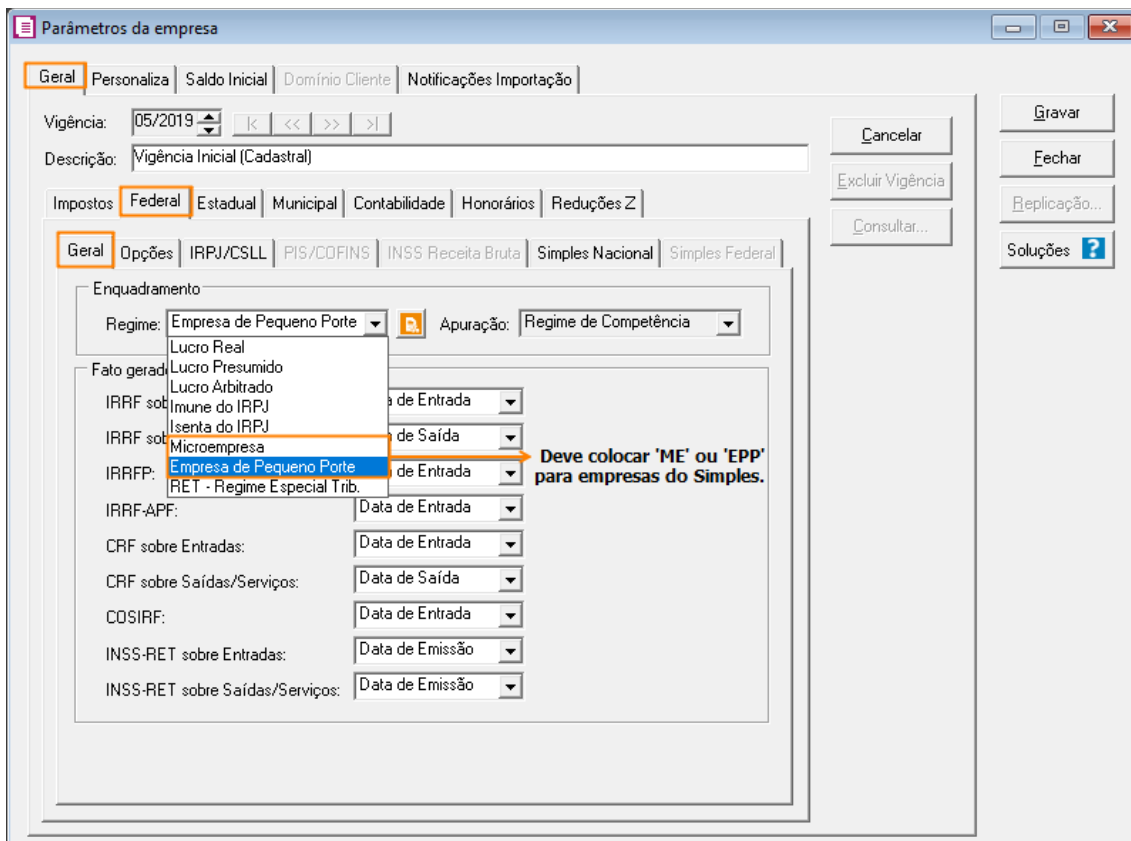 Parâmetros da empresa
Geral Personaliza Saldo Inicial Domínio Cliente Notificações Importação
Vigência: 05/2019 |< << >> >|
Descrição: Vigência Inicial (Cadastral)
Cancelar
Excluir Vigência
Consultar...
Gravar
Fechar
Replicação...
Soluções ?
Impostos Federal Estadual Municipal Contabilidade Honorários Reduções Z
Geral Opções IRPJ/CSLL PIS/COFINS INSS Receita Bruta Simples Nacional Simples Federal
Enquadramento
Regime: Empresa de Pequeno Porte Apuração: Regime de Competência
Lucro Real
Lucro Presumido
Lucro Arbitrado
Imune do IRPJ
Isenta do IRPJ
Microempresa
Empresa de Pequeno Porte
RET - Regime Especial Trib.
Fato
IRRF de Entrada
IRRF de Saída
IRRFP: de Entrada
Deve colocar 'ME' ou 'EPP'
para empresas do Simples.
IRRF-APF: Data de Entrada
CRF sobre Entradas: Data de Entrada
CRF sobre Saídas/Serviços: Data de Saída
COSIRF: Data de Entrada
INSS-RET sobre Entradas: Data de Emissão
INSS-RET sobre Saídas/Serviços: Data de Emissão